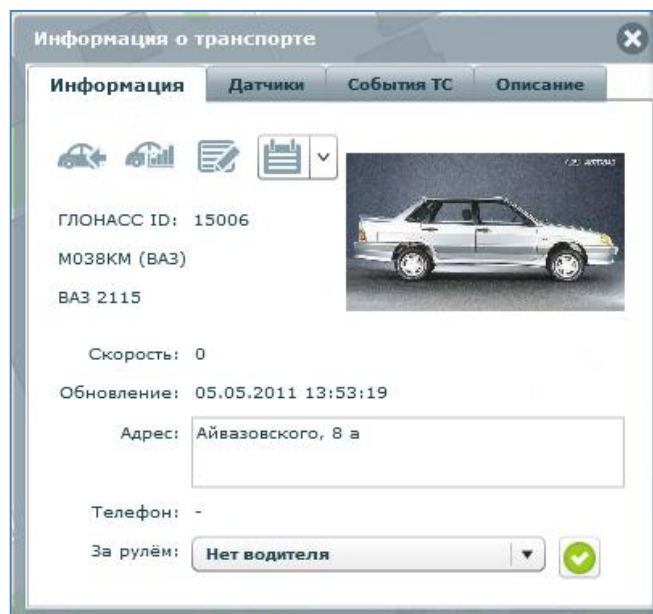 Информация о транспорте
Информация Датчики События ТС Описание
ГЛОНАСС ID: 15006
М038КМ (ВАЗ)
ВАЗ 2115
Скорость: 0
Обновление: 05.05.2011 13:53:19
Адрес: Айвазовского, 8 а
Телефон: -
За рулём: Нет водителя